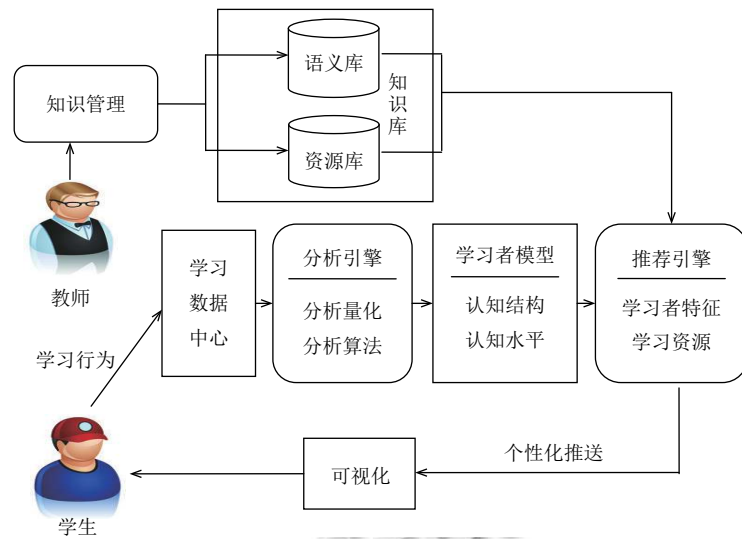 语义库
知识库
知识管理
资源库
教师
学习
数据
中心
分析引擎
分析量化
分析算法
学习者模型
认知结构
认知水平
推荐引擎
学习者特征
学习资源
学习行为
个性化推送
可视化
学生